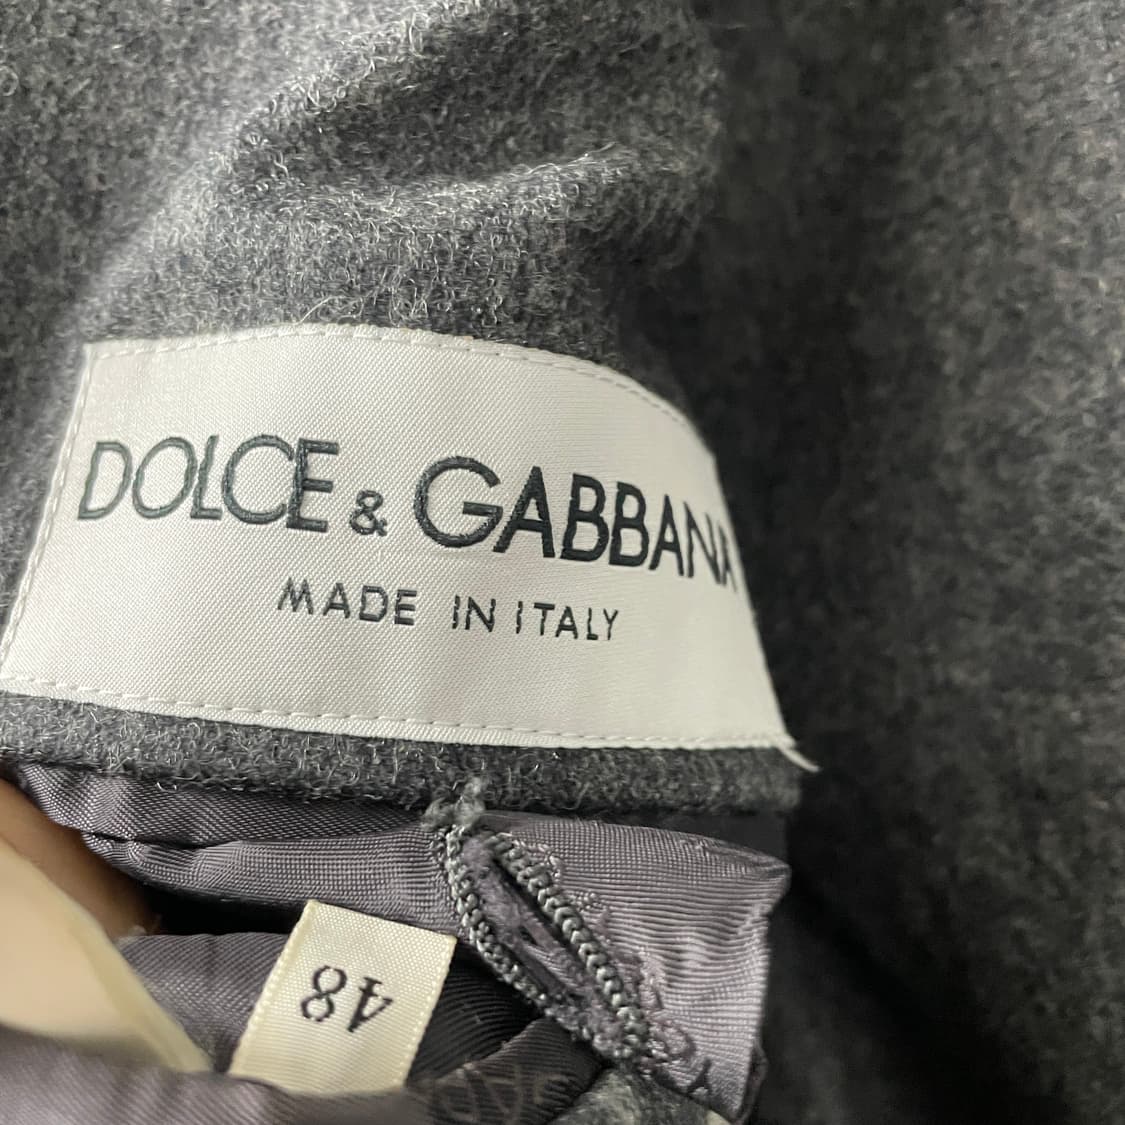 DOLCE & GABBANA
MADE IN ITALY
48